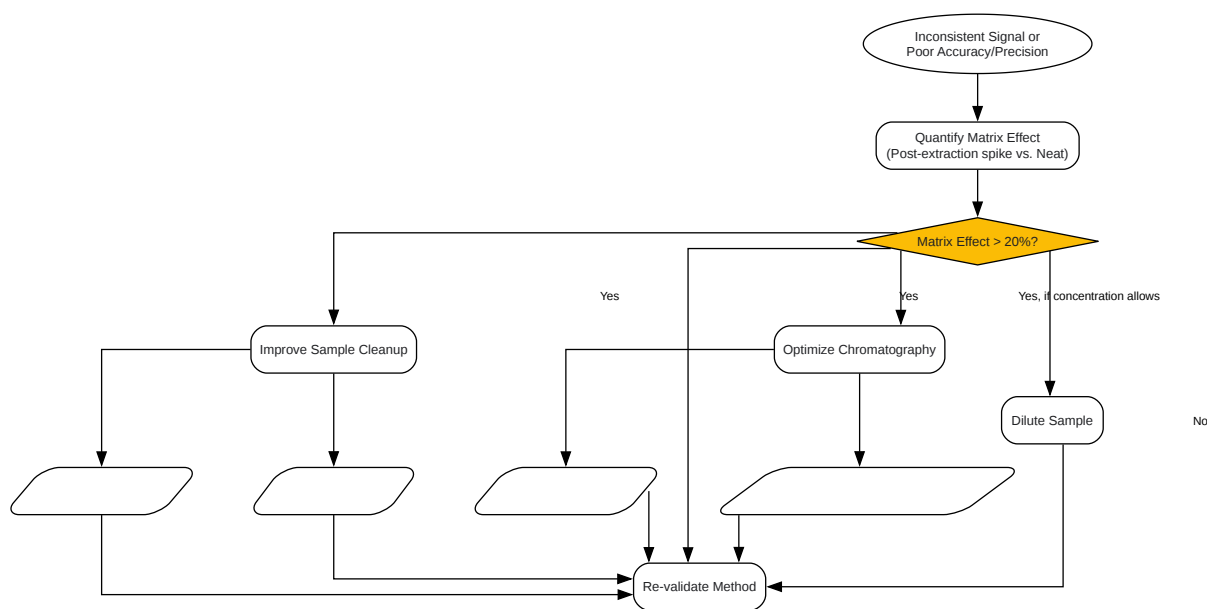 Inconsistent Signal or
Poor Accuracy/Precision
Quantify Matrix Effect
(Post-extraction spike vs. Neat)
Matrix Effect > 20%?
Yes
Yes
Yes, if concentration allows
Improve Sample Cleanup
Optimize Chromatography
Dilute Sample
No
Re-validate Method